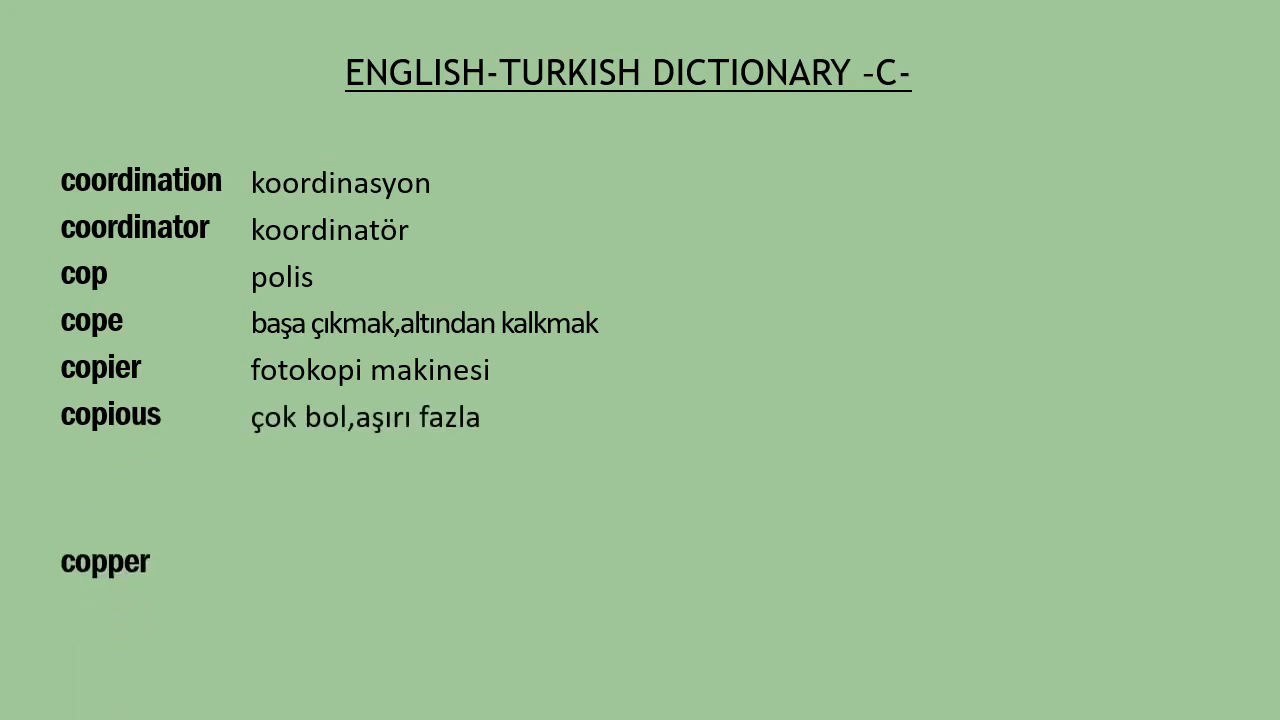 ENGLISH-TURKISH DICTIONARY –C-
coordination koordinasyon
coordinator koordinatör
cop polis
cope başa çıkmak,altından kalkmak
copier fotokopi makinesi
copious çok bol,aşırı fazla
copper